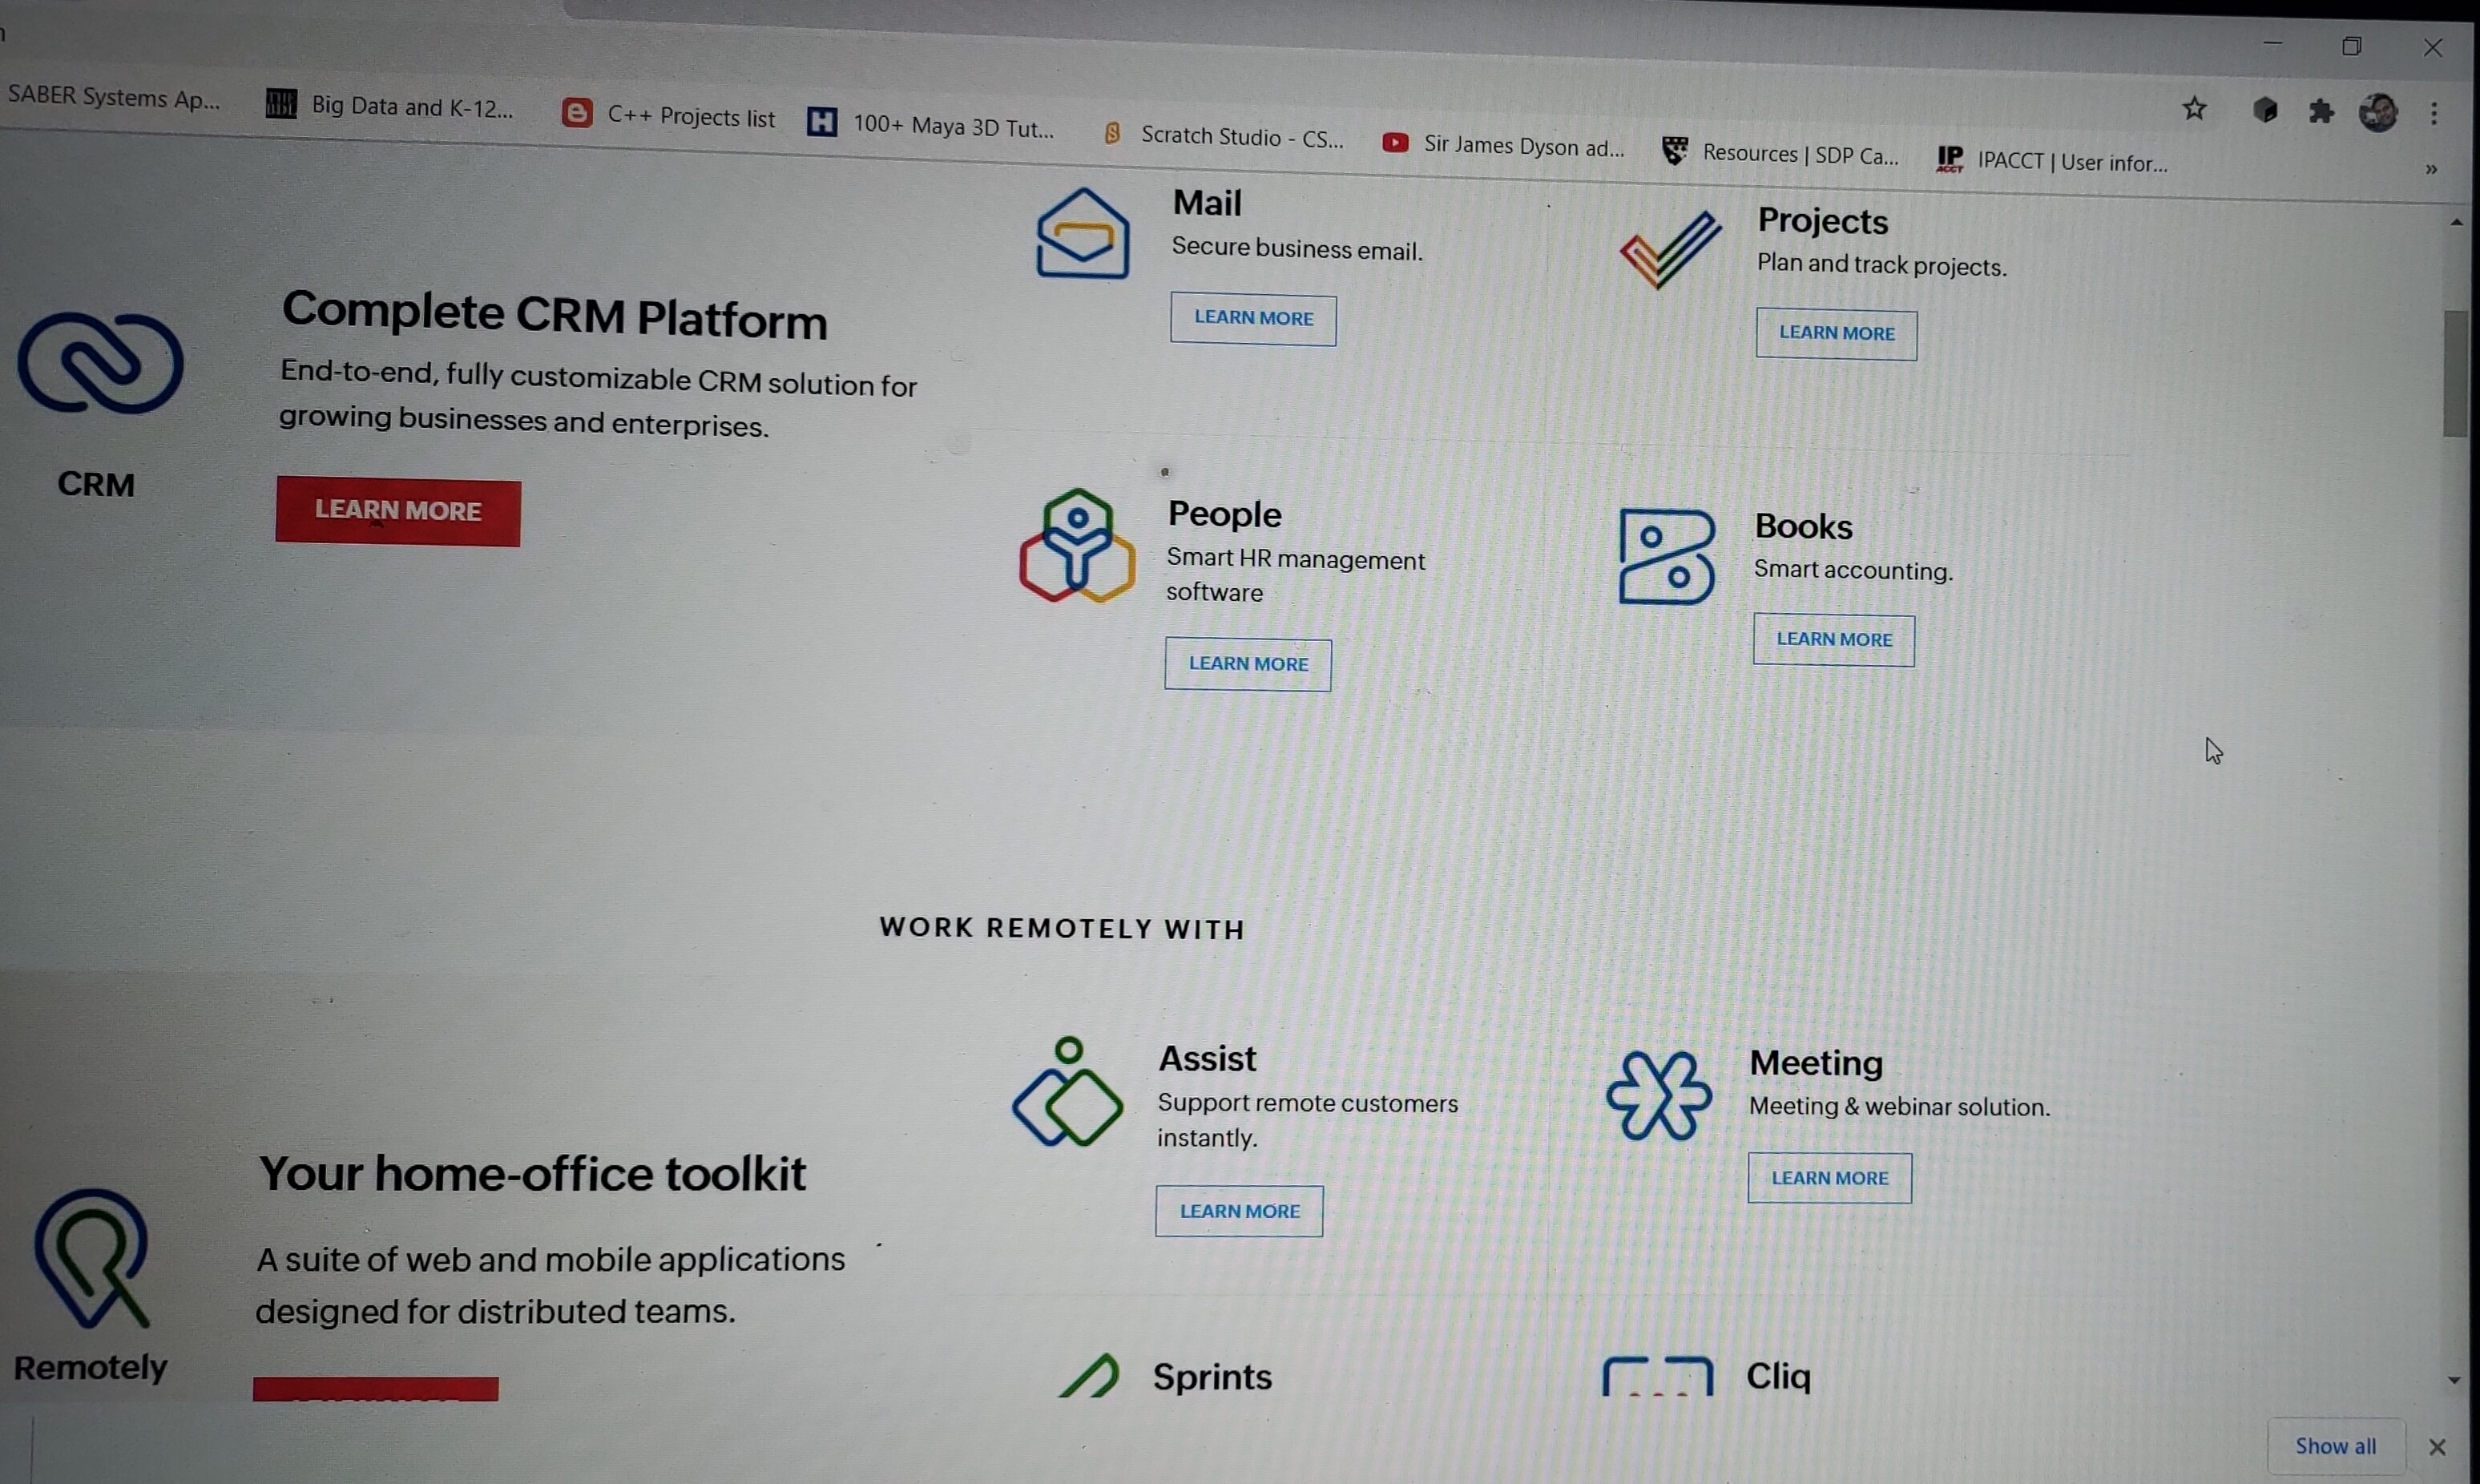 SABER Systems Ap...
Big Data and K-12...
C++ Projects list
100+ Maya 3D Tut...
Scratch Studio - CS...
Sir James Dyson ad...
Resources | SDP Ca...
IP
ACCT
IPACCT | User infor...
»
Complete CRM Platform
End-to-end, fully customizable CRM solution for
growing businesses and enterprises.
CRM
LEARN MORE
Mail
Secure business email.
LEARN MORE
Projects
Plan and track projects.
LEARN MORE
People
Smart HR management
software
LEARN MORE
Books
Smart accounting.
LEARN MORE
WORK REMOTELY WITH
Your home-office toolkit
A suite of web and mobile applications
designed for distributed teams.
Remotely
Assist
Support remote customers
instantly.
LEARN MORE
Meeting
Meeting & webinar solution.
LEARN MORE
Sprints
Cliq
Show all